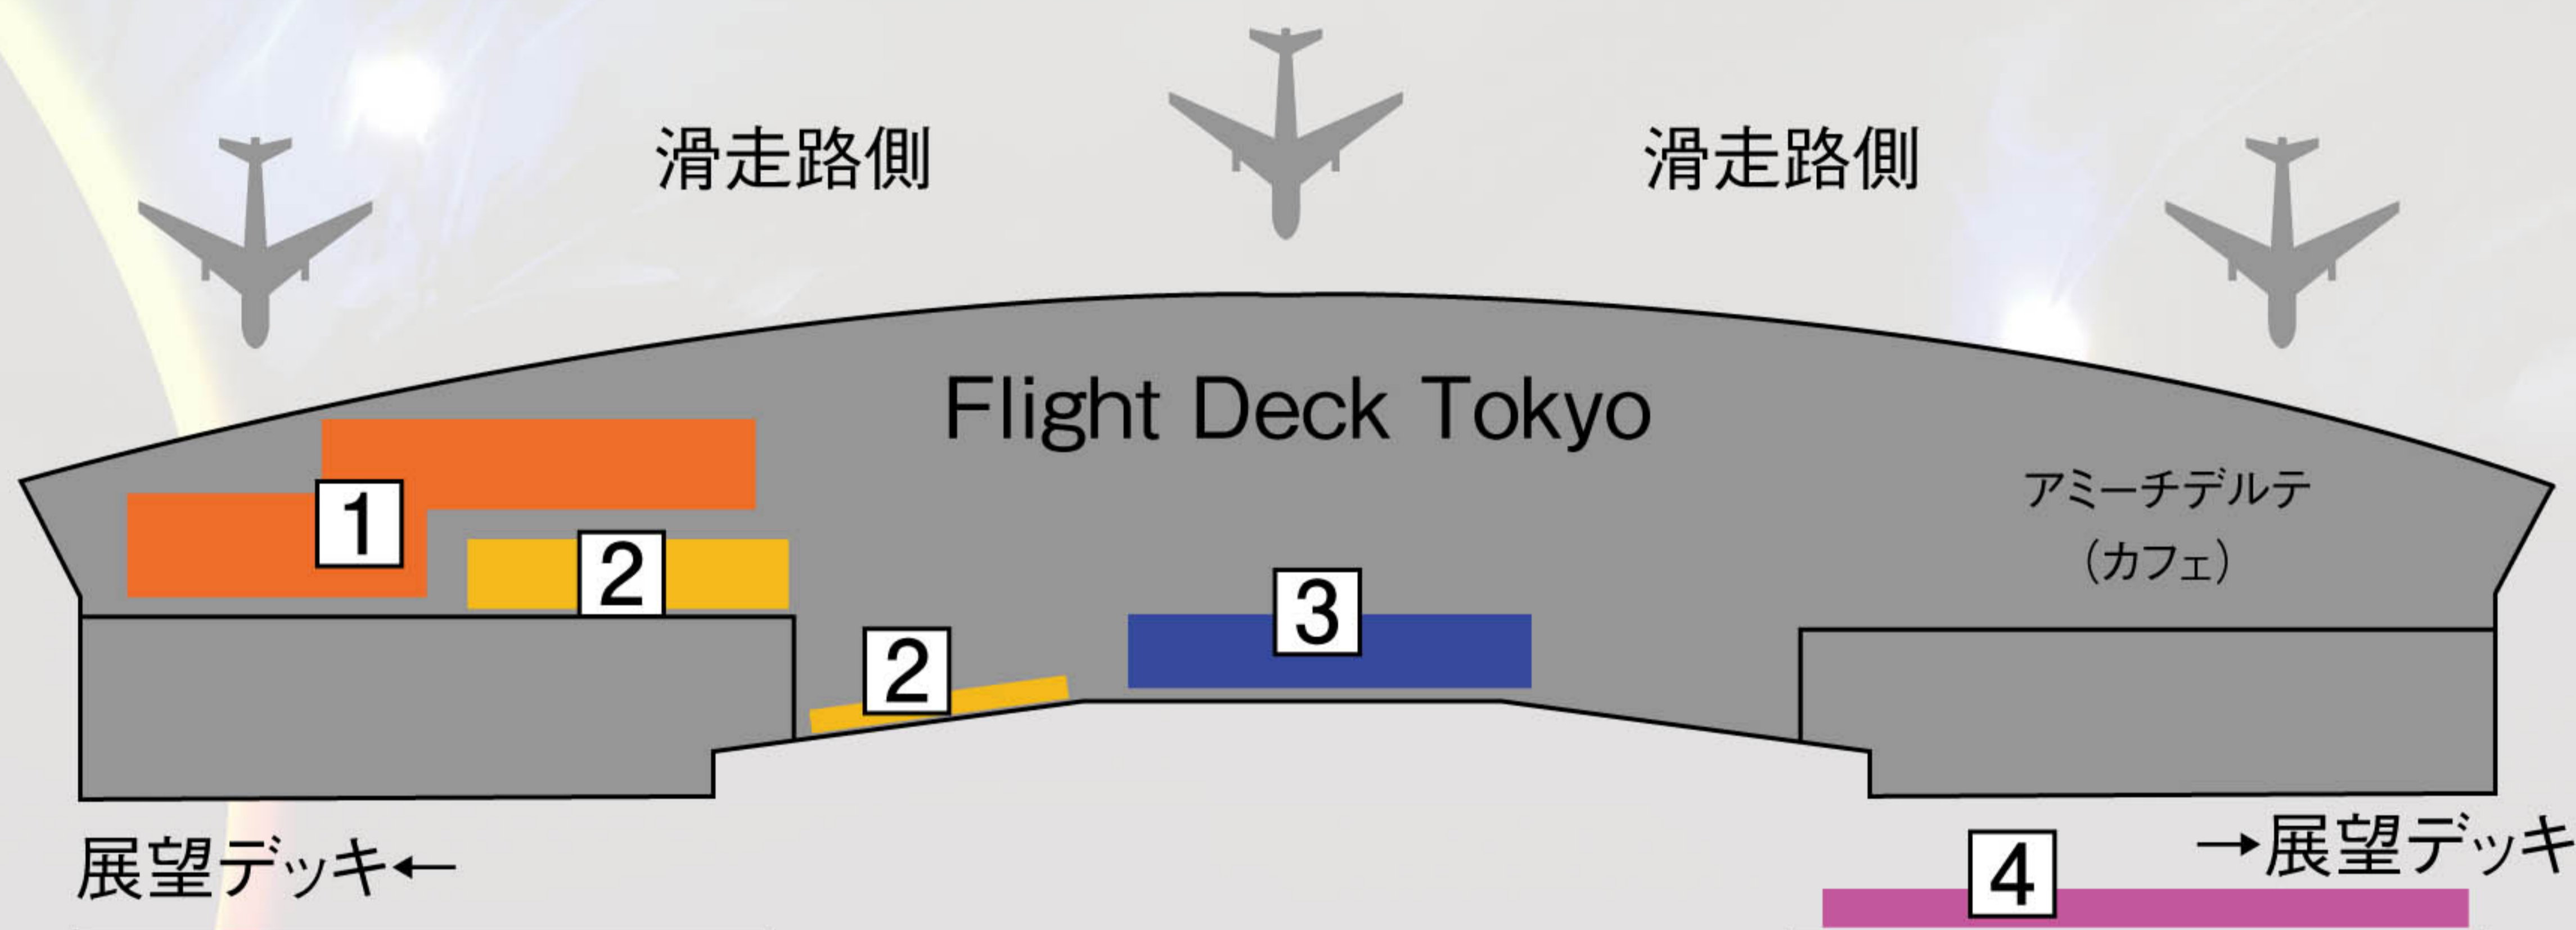 滑走路側
滑走路側
Flight Deck Tokyo
アミーチデルテ
(カフェ)
1
2
3
2
展望デッキ←
→展望デッキ
4